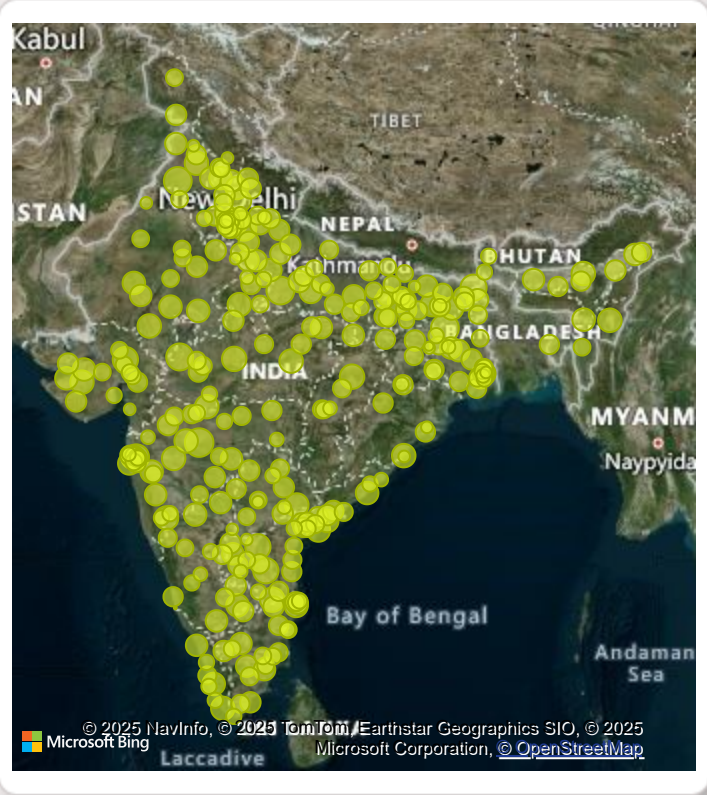 Kabul
AN
TIBET
New Delhi
ISTAN
NEPAL
BHUTAN
Kathmandu
BANGLADESH
INDIA
MYANM
Naypyida
Bay of Bengal
Andaman
Sea
© 2025 NavInfo, © 2025 TomTom, Earthstar Geographics SIO, © 2025
Microsoft Bing
Microsoft Corporation, © OpenStreetMap
Laccadive